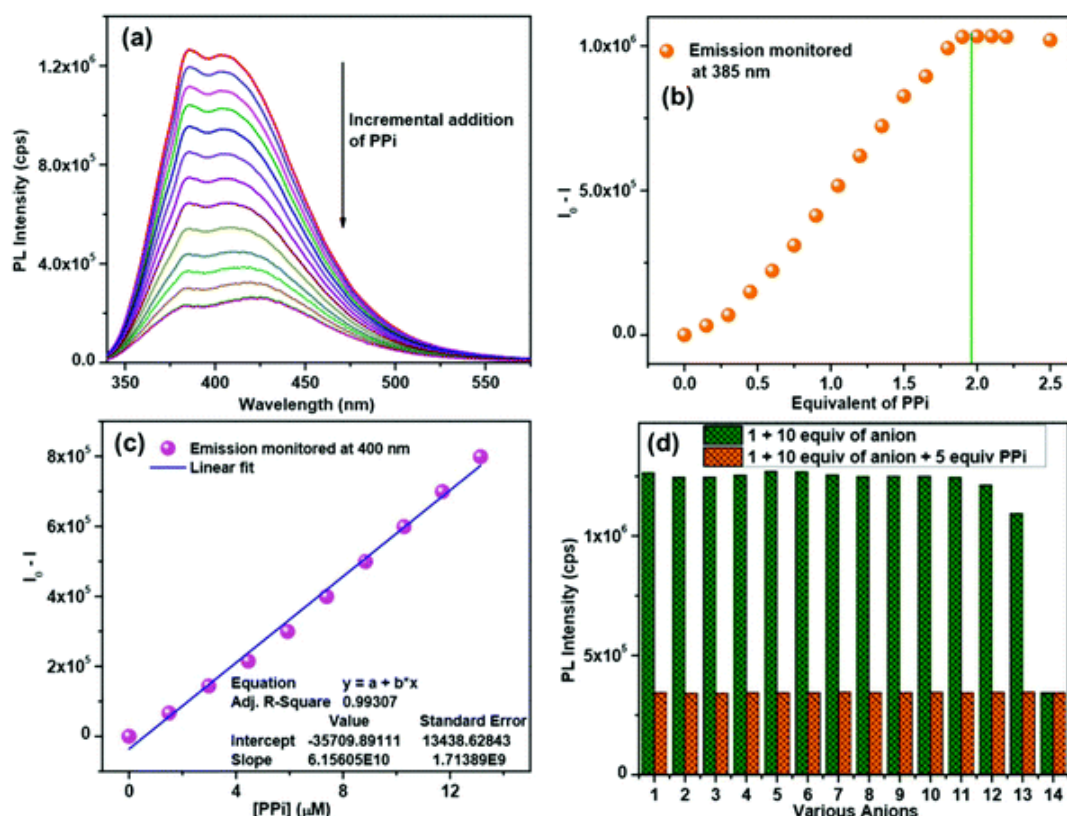 (a)
Incremental addition
of PPi
PL Intensity (cps)
1.2x10⁶
8.0x10⁵
4.0x10⁵
0.0
350 400 450 500 550
Wavelength (nm)
Emission monitored
at 385 nm
(b)
I₀ - I
1.0x10⁶
5.0x10⁵
0.0
0.0 0.5 1.0 1.5 2.0 2.5
Equivalent of PPi
(c)
Emission monitored at 400 nm
Linear fit
I₀ - I
8x10⁵
6x10⁵
4x10⁵
2x10⁵
0
Equation y = a + b*x
Adj. R-Square 0.99307
Value Standard Error
Intercept -35709.89111 13438.62843
Slope 6.15605E10 1.71389E9
0 4 8 12
[PPi] (μM)
(d)
1 + 10 equiv of anion
1 + 10 equiv of anion + 5 equiv PPi
PL Intensity (cps)
1x10⁶
5x10⁵
0
1 2 3 4 5 6 7 8 9 10 11 12 13 14
Various Anions